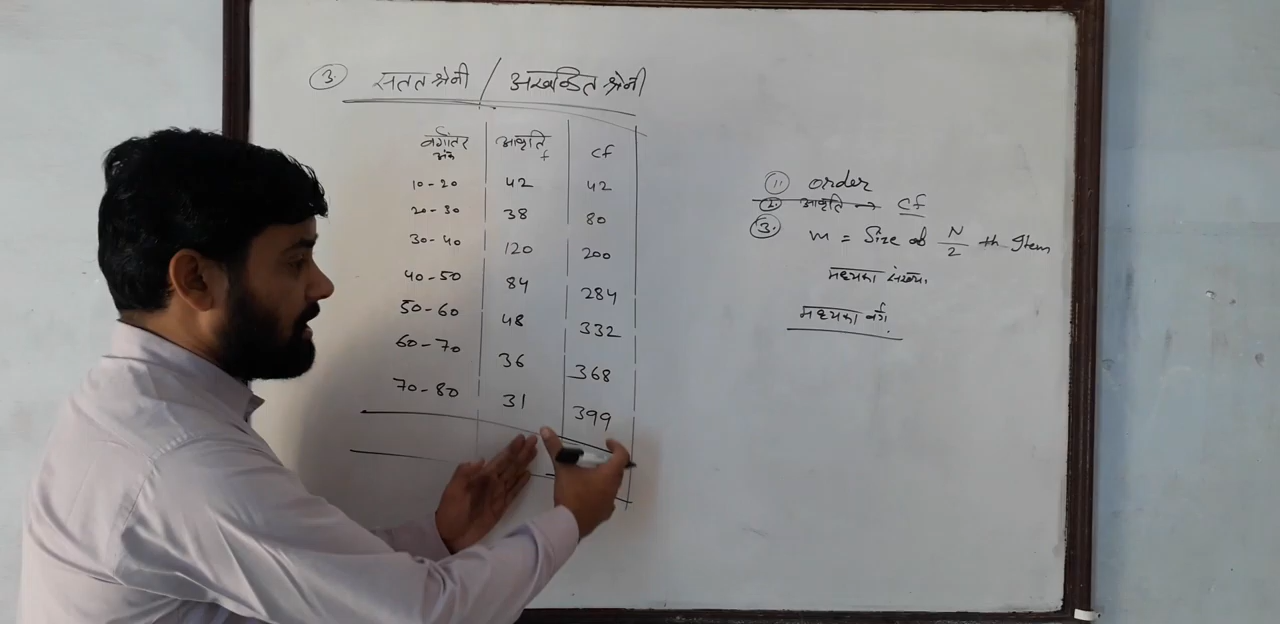 3. सतत श्रेनी / अखण्डित श्रेनी
वर्गांतर आवृत्ति cf
अंक f
10-20 42 42
20-30 38 80
30-40 120 200
40-50 84 284
50-60 48 332
60-70 36 368
70-80 31 399
1) order
2. आवृत्ति → cf
3. m = Size of N/2 th Item
मध्यका संख्या.
मध्यका वर्ग.